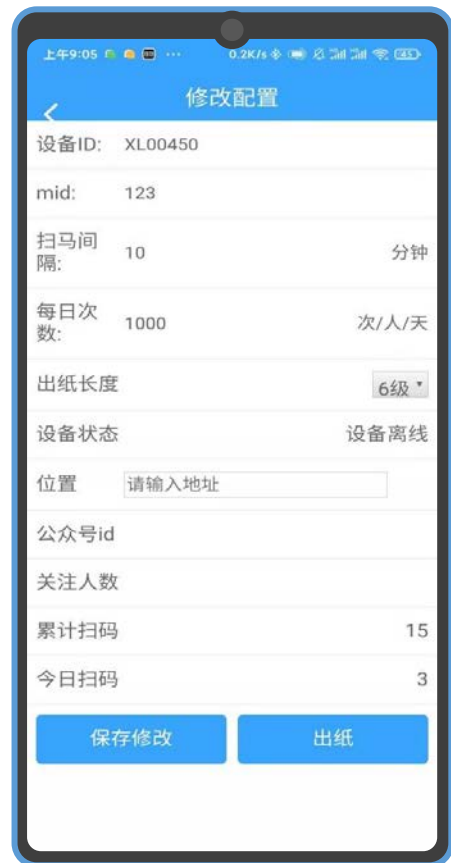 上午9:05 ··· 0.2K/s 45
修改配置
设备ID: XL00450
mid: 123
扫马间
隔: 10 分钟
每日次
数: 1000 次/人/天
出纸长度 6级
设备状态 设备离线
位置 请输入地址
公众号id
关注人数
累计扫码 15
今日扫码 3
保存修改 出纸